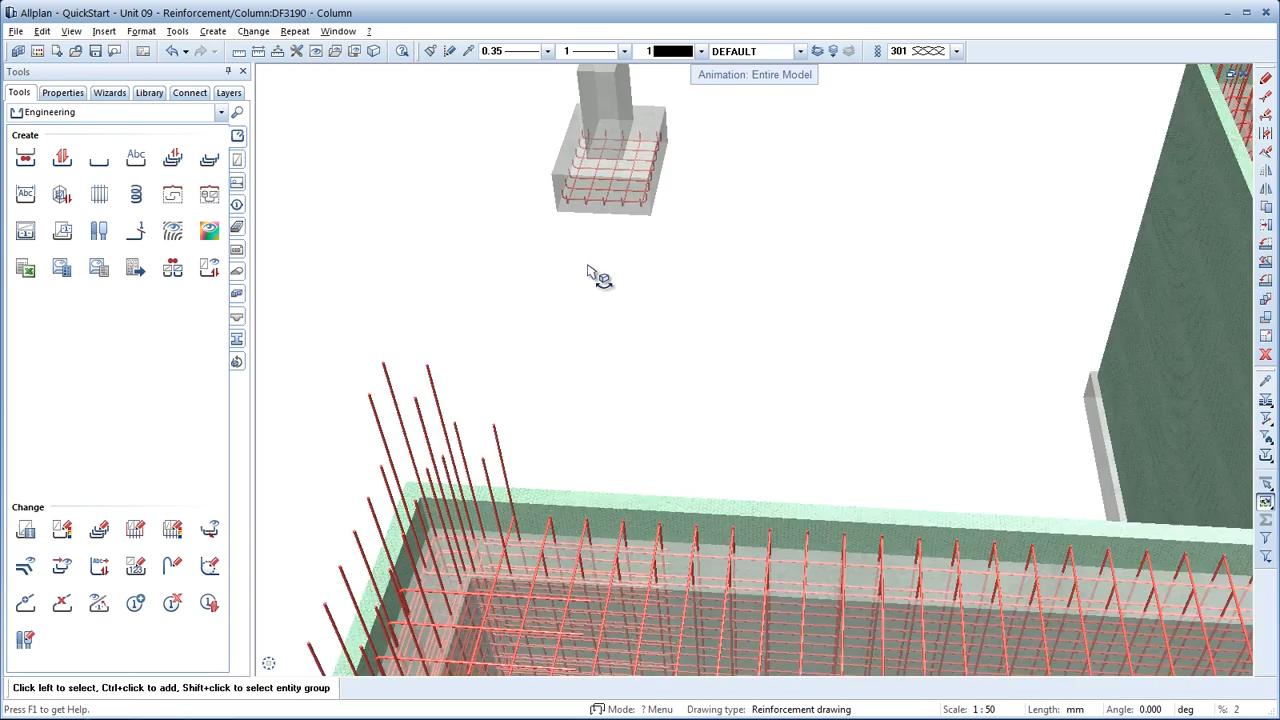 Allplan - QuickStart - Unit 09 - Reinforcement/Column:DF3190 - Column
File Edit View Insert Format Tools Create Change Repeat Window ?
0.35 1 1 DEFAULT 301
Tools
Animation: Entire Model
Tools Properties Wizards Library Connect Layers
Engineering
Create
Abc
Abc
Change
Click left to select, Ctrl+click to add, Shift+click to select entity group
Press F1 to get Help. Mode: ? Menu Drawing type: Reinforcement drawing Scale: 1 : 50 Length: mm Angle: 0.000 deg %: 2